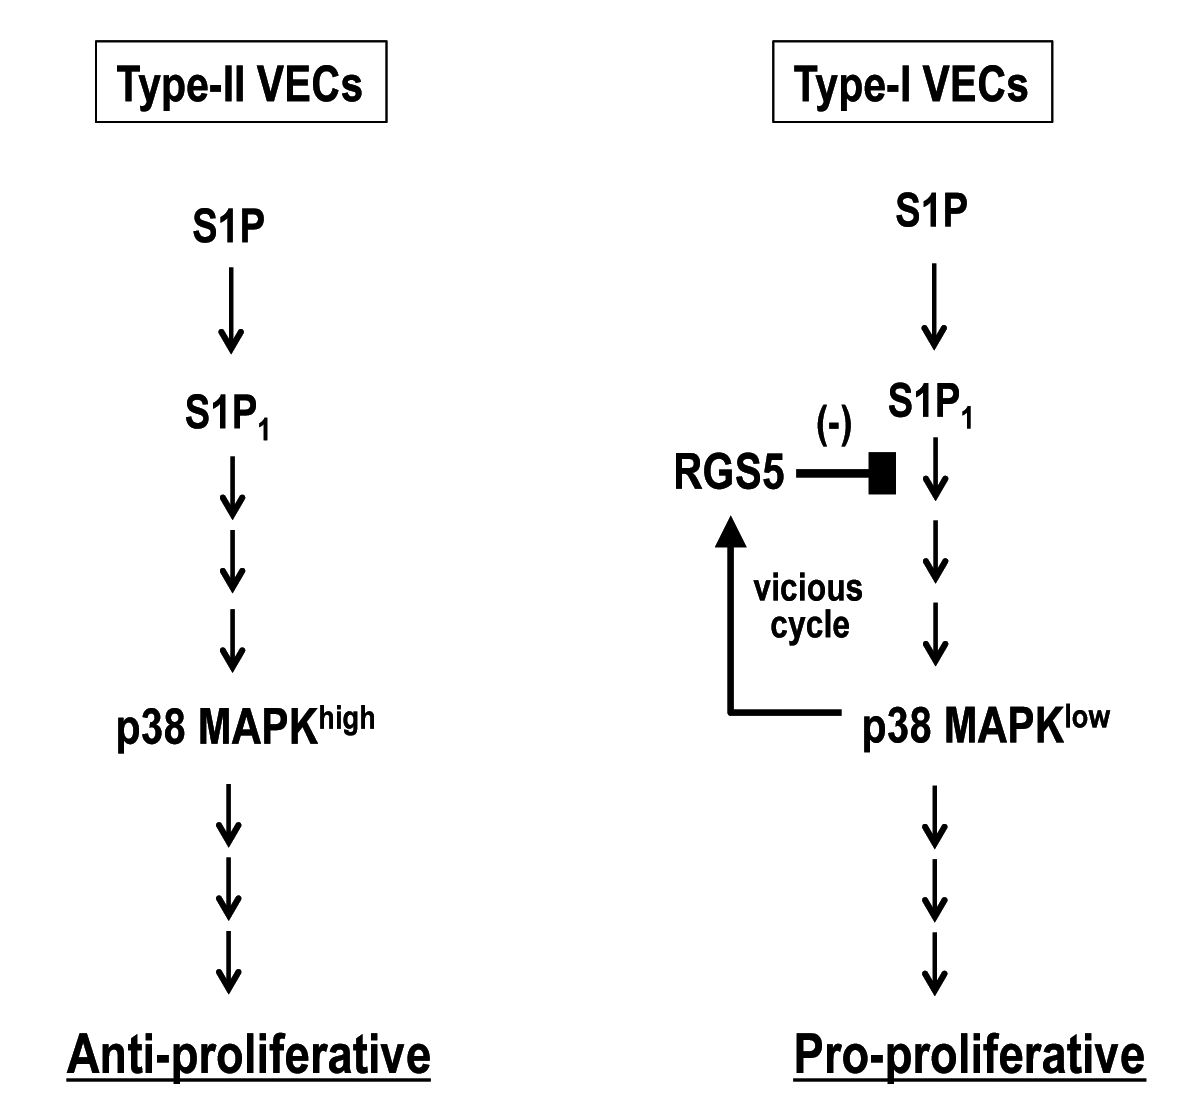 Type-II VECs
S1P
S1P₁
p38 MAPKʰⁱᵍʰ
Anti-proliferative
Type-I VECs
S1P
S1P₁
(-)
RGS5
vicious
cycle
p38 MAPKˡᵒʷ
Pro-proliferative